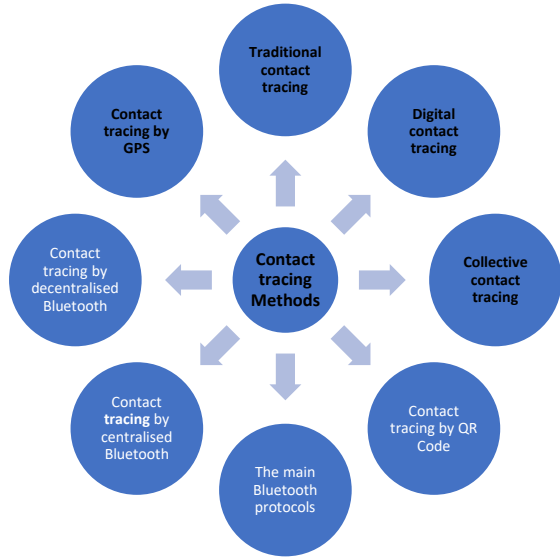 Traditional
contact
tracing
Digital
contact
tracing
Collective
contact
tracing
Contact
tracing by QR
Code
The main
Bluetooth
protocols
Contact
tracing by
centralised
Bluetooth
Contact
tracing by
decentralised
Bluetooth
Contact
tracing by
GPS
Contact
tracing
Methods